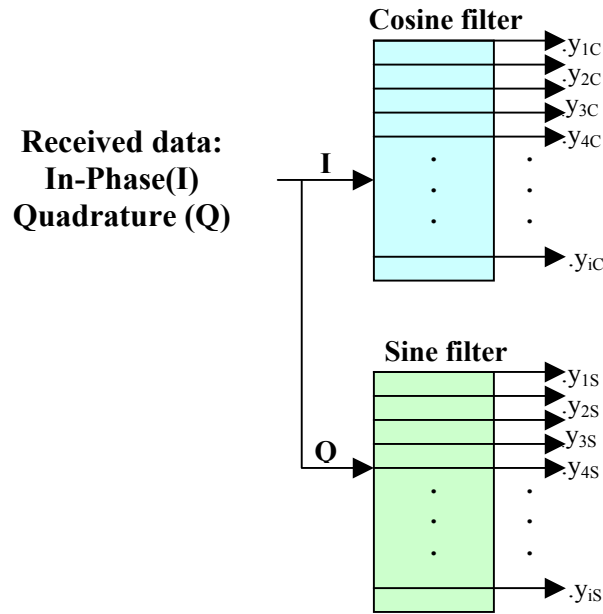 Cosine filter
.y1C
.y2C
.y3C
.y4C
.yiC
Received data:
In-Phase(I)
Quadrature (Q)
I
Sine filter
.y1S
.y2S
.y3S
.y4S
.yiS
Q